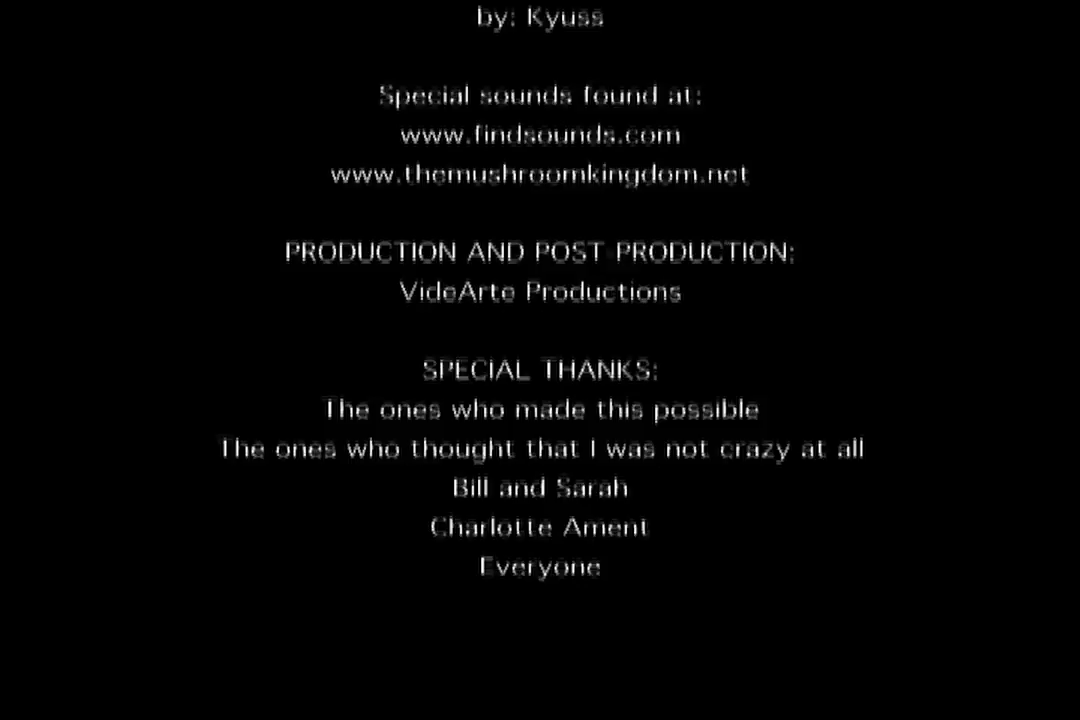 by: Kyuss
Special sounds found at:
www.findsounds.com
www.themushroomkingdom.net
PRODUCTION AND POST PRODUCTION:
VideArte Productions
SPECIAL THANKS:
The ones who made this possible
The ones who thought that I was not crazy at all
Bill and Sarah
Charlotte Ament
Everyone